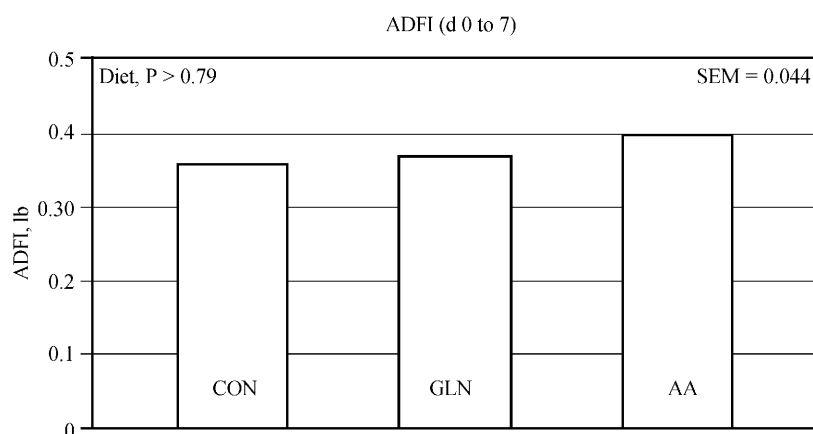 ADFI (d 0 to 7)
0.5
Diet, P > 0.79
SEM = 0.044
0.4
0.30
0.2
0.1
0
ADFI, lb
CON
GLN
AA